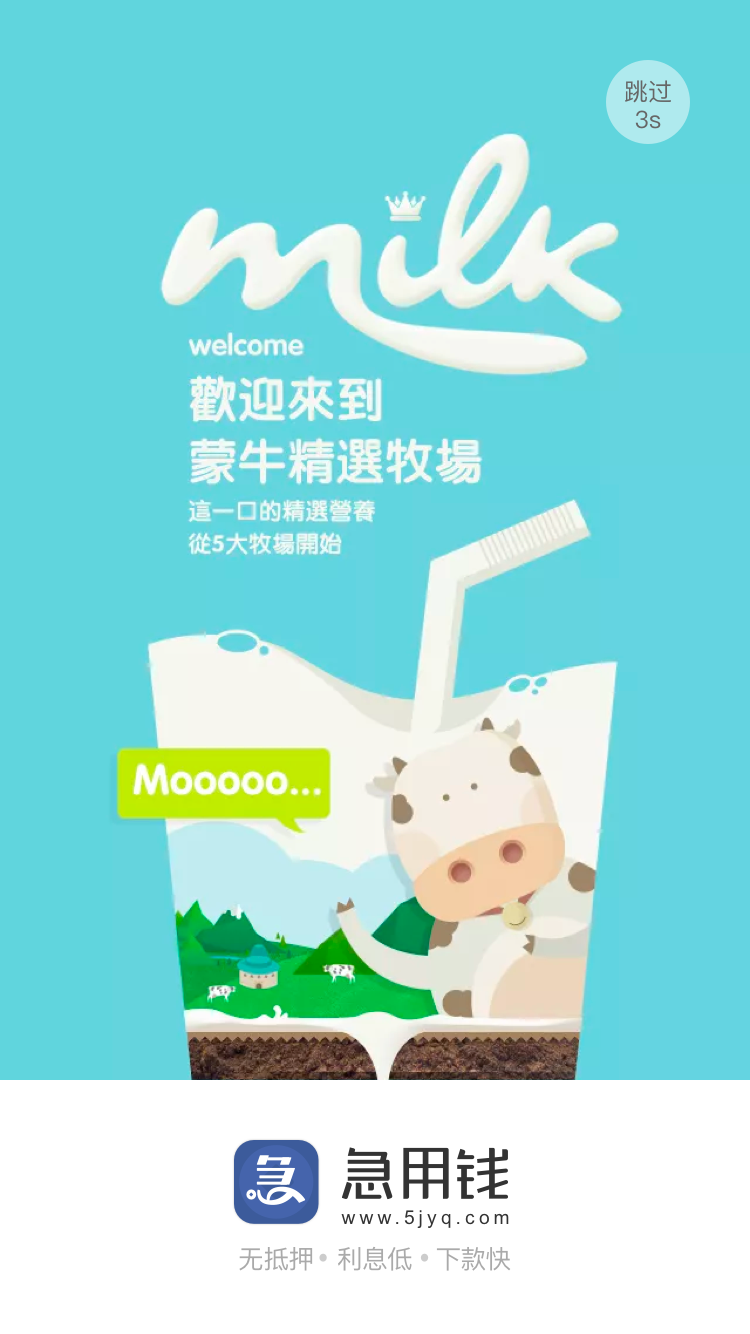 跳过
3s
milk
welcome
歡迎來到
蒙牛精選牧場
這一口的精選營養
從5大牧場開始
Mooooo...
急
急用钱
www.5jyq.com
无抵押•利息低•下款快